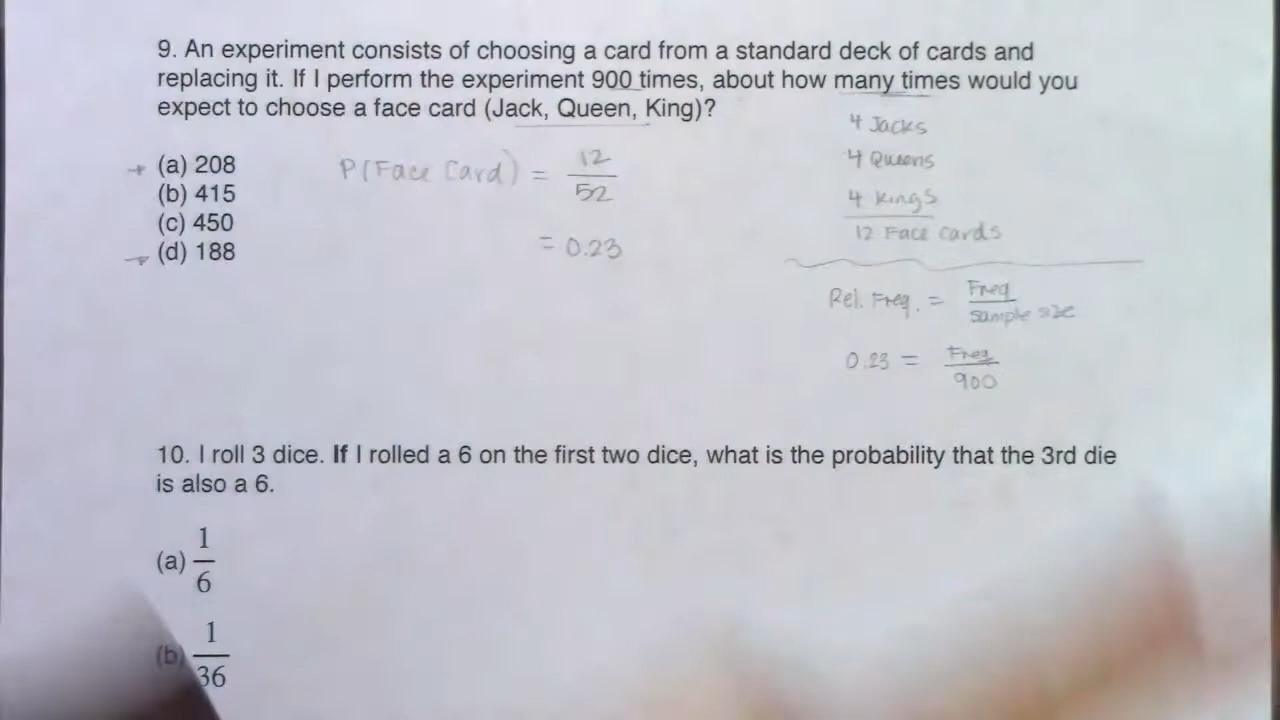 9. An experiment consists of choosing a card from a standard deck of cards and
replacing it. If I perform the experiment 900 times, about how many times would you
expect to choose a face card (Jack, Queen, King)?
(a) 208
(b) 415
(c) 450
(d) 188
P(Face Card) = 12/52
= 0.23
4 Jacks
4 Queens
4 Kings
12 Face cards
Rel. Freq. = Freq/sample size
0.23 = Freq/900
10. I roll 3 dice. If I rolled a 6 on the first two dice, what is the probability that the 3rd die
is also a 6.
(a) 1/6
(b) 1/36